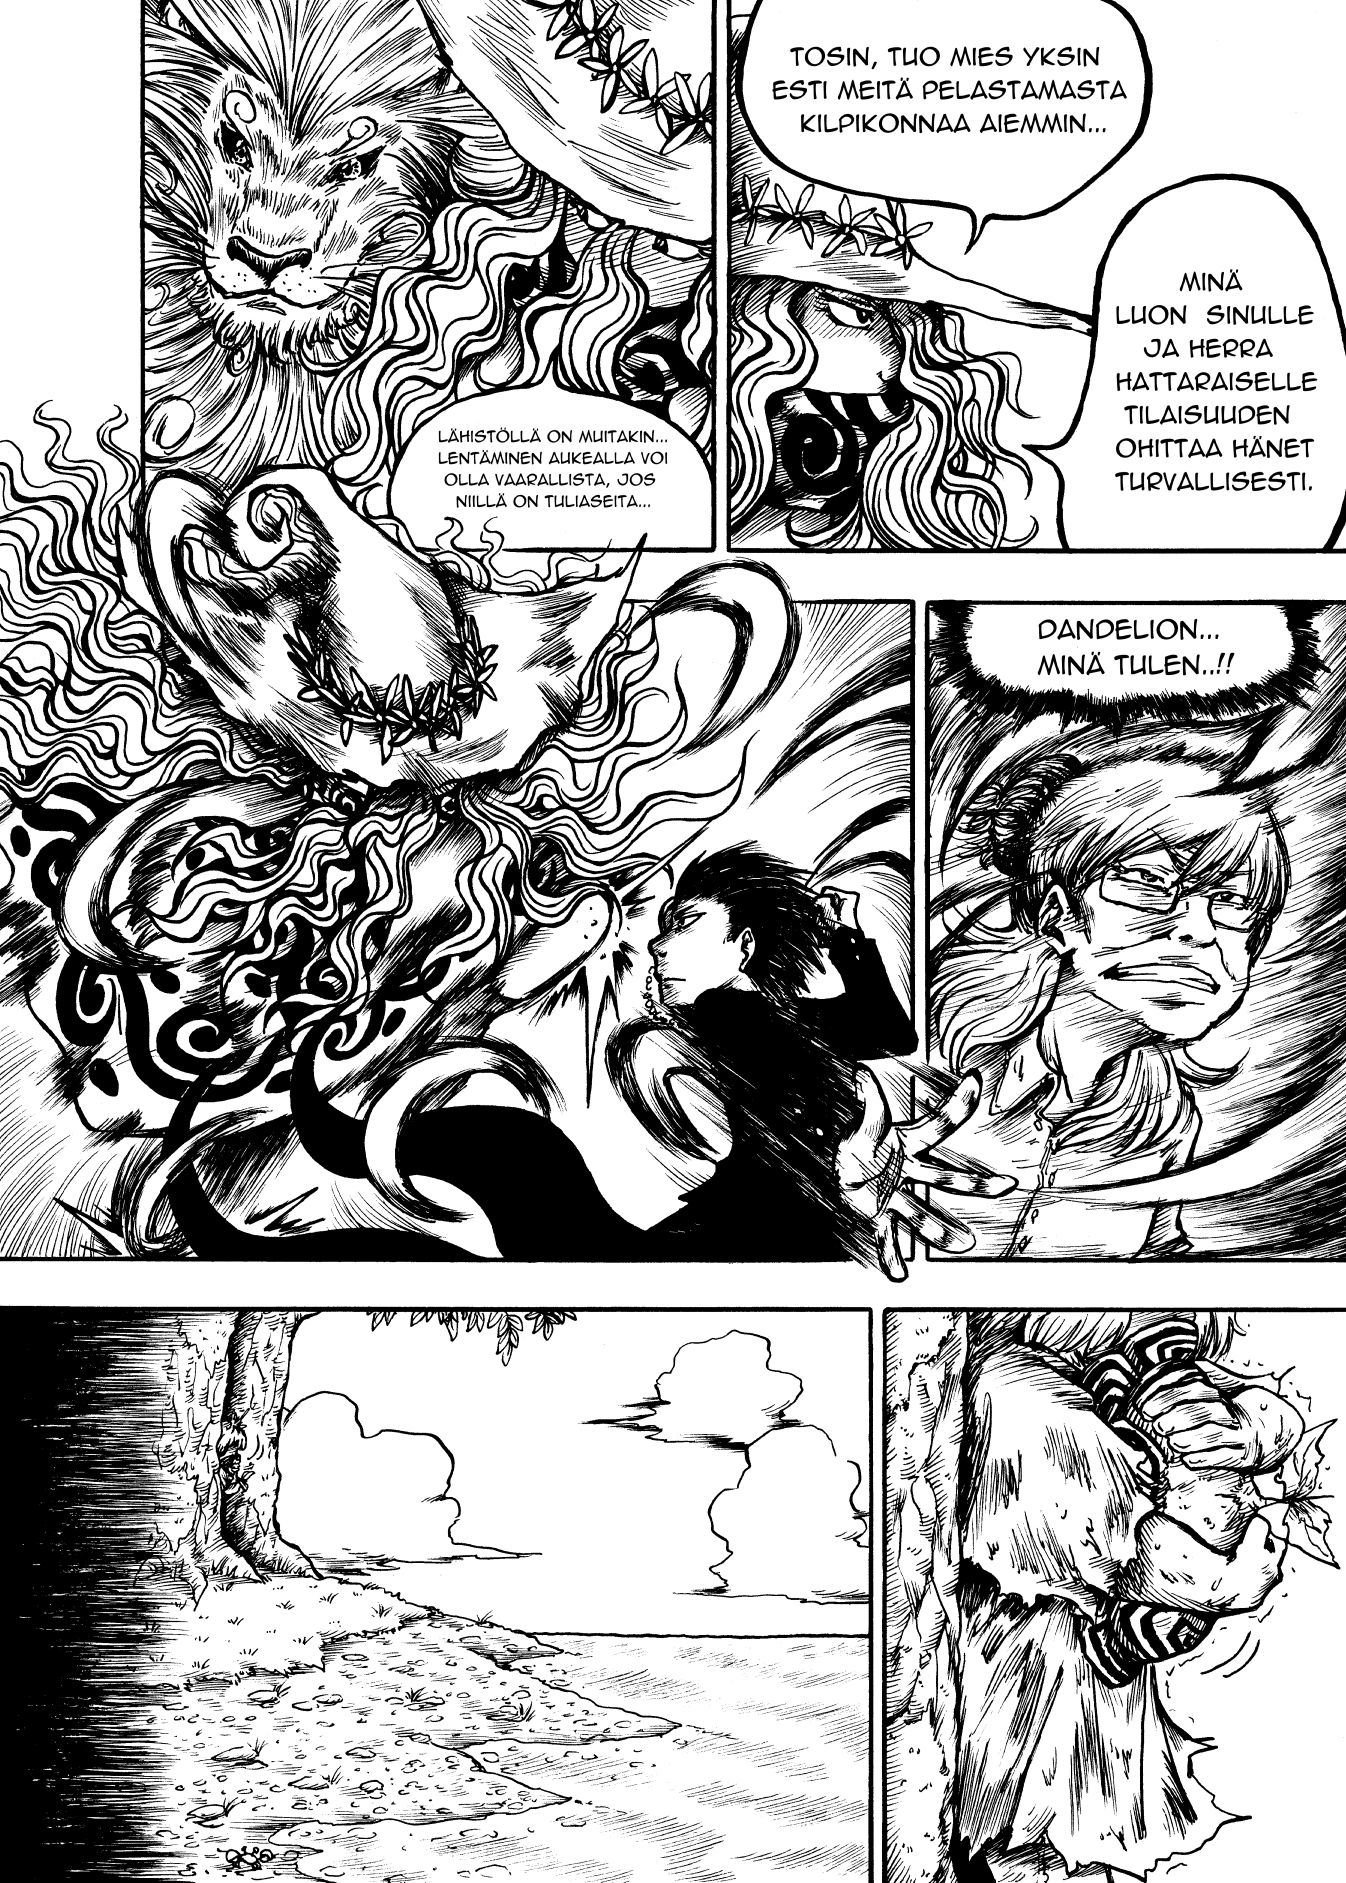 LÄHISTÖLLÄ ON MUITAKIN...
LENTÄMINEN AUKEALLA VOI
OLLA VAARALLISTA, JOS
NIILLÄ ON TULIASEITA...
TOSIN, TUO MIES YKSIN
ESTI MEITÄ PELASTAMASTA
KILPIKONNAA AIEMMIN...
MINÄ
LUON SINULLE
JA HERRA
HATTARAISELLE
TILAISUUDEN
OHITTAA HÄNET
TURVALLISESTI.
DANDELION...
MINÄ TULEN..!!